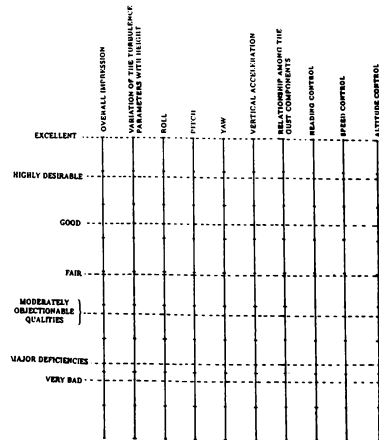 OVERALL IMPRESSION
VARIATION OF THE TURBULENCE
PARAMETERS WITH HEIGHT
ROLL
PITCH
YAW
VERTICAL ACCELERATION
RELATIONSHIP AMONG THE
GUST COMPONENTS
READING CONTROL
SPEED CONTROL
ALTITUDE CONTROL
EXCELLENT
HIGHLY DESIRABLE
GOOD
FAIR
MODERATELY
OBJECTIONABLE
QUALITIES
MAJOR DEFICIENCIES
VERY BAD